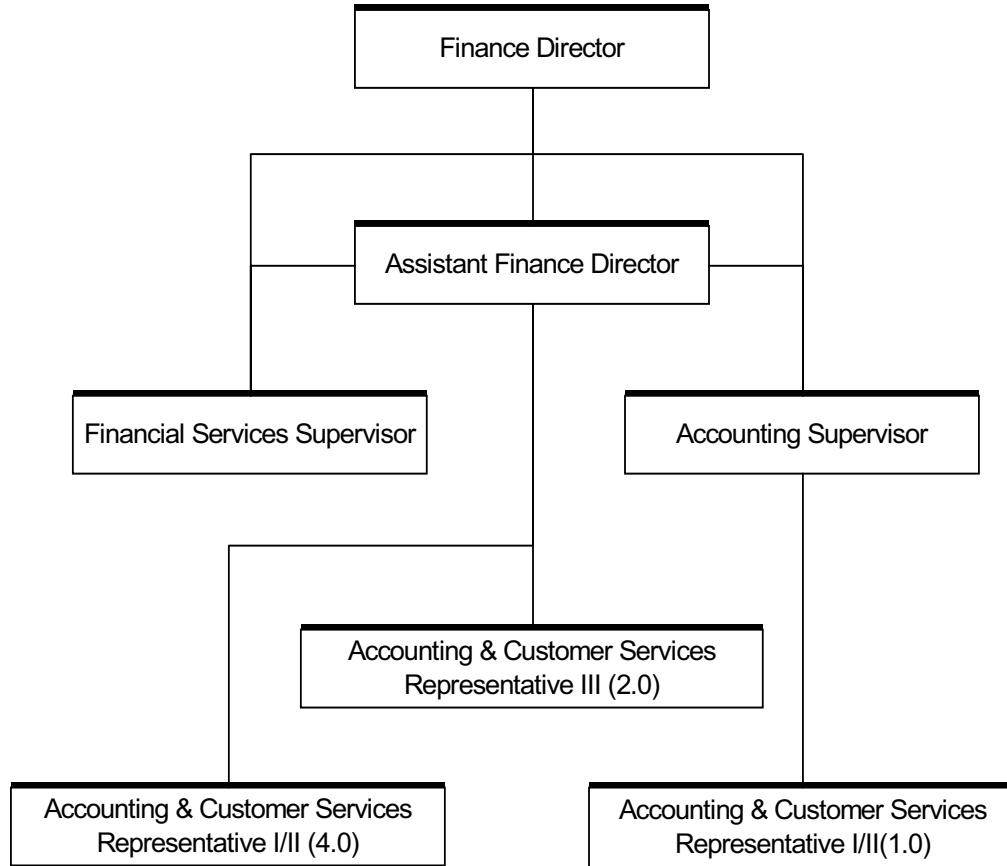 Finance Director
Assistant Finance Director
Financial Services Supervisor
Accounting Supervisor
Accounting & Customer Services
Representative III (2.0)
Accounting & Customer Services
Representative I/II (4.0)
Accounting & Customer Services
Representative I/II(1.0)